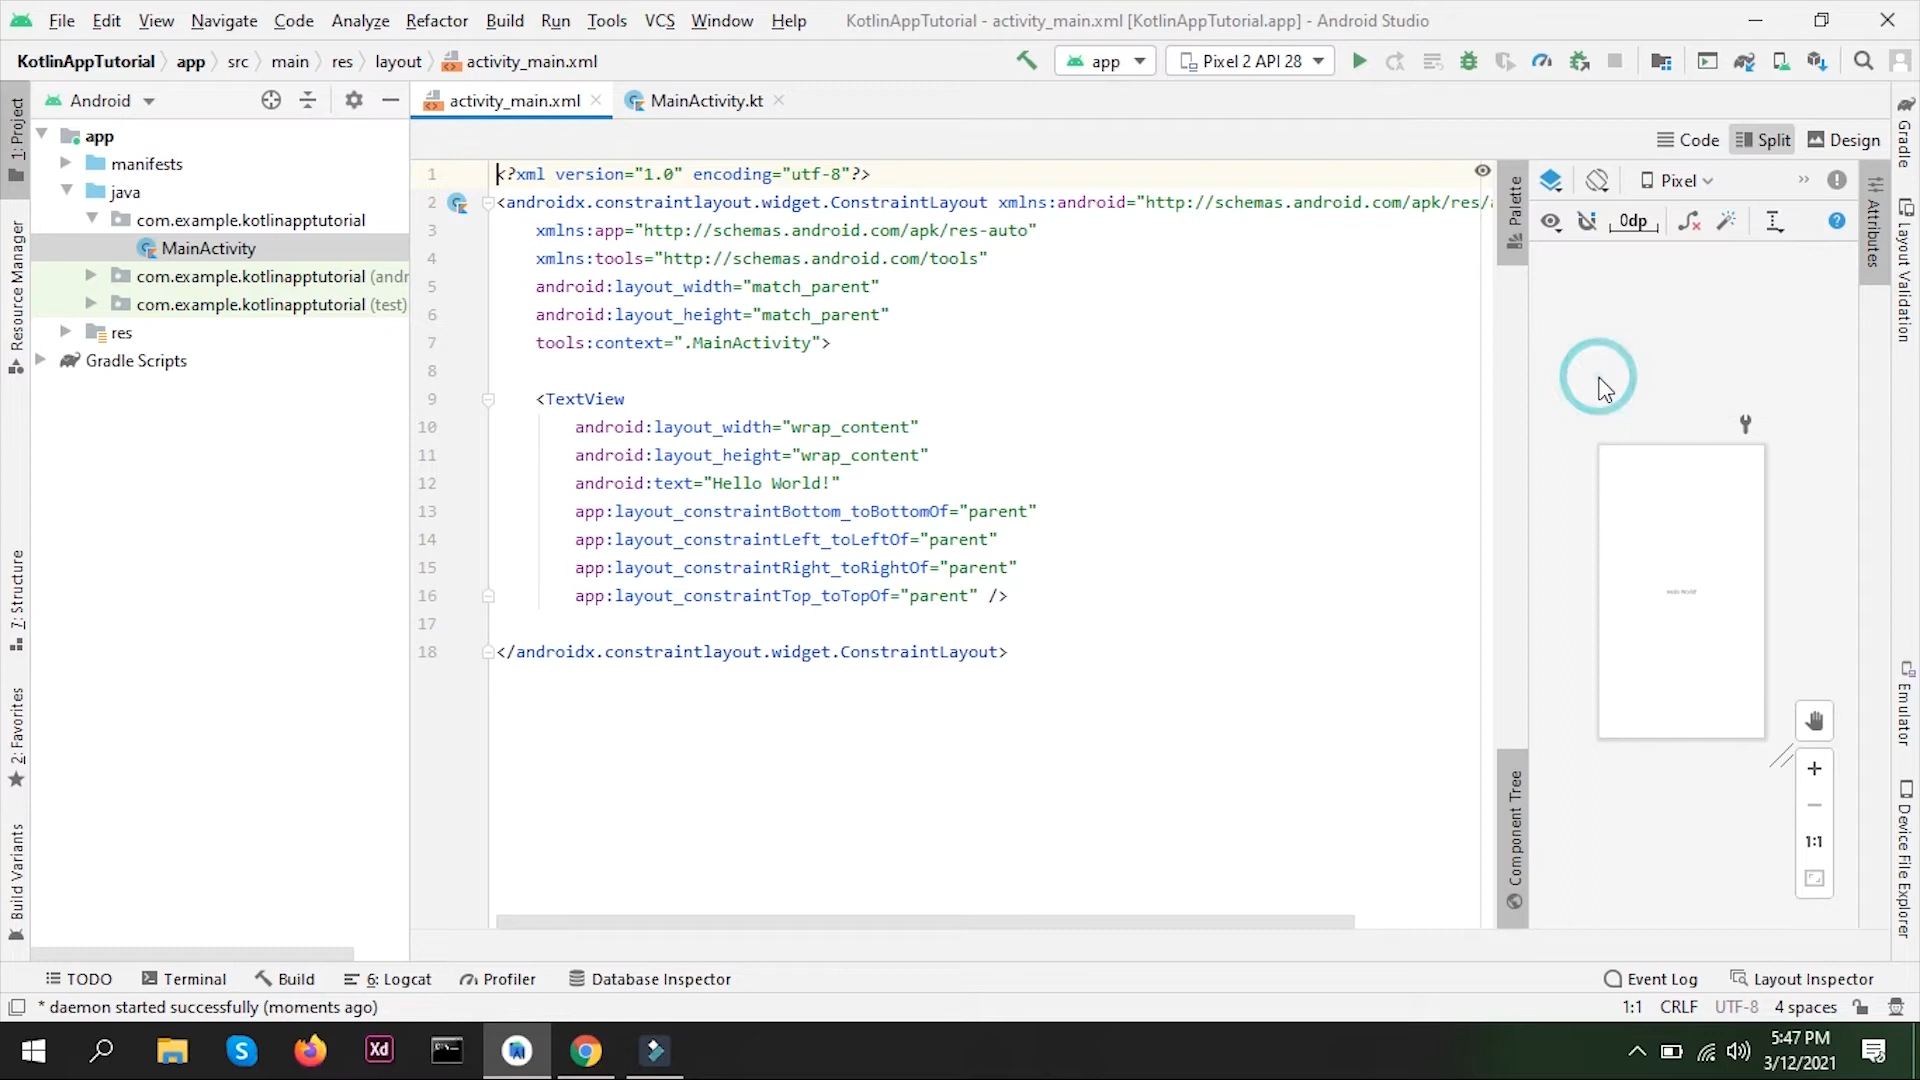 File Edit View Navigate Code Analyze Refactor Build Run Tools VCS Window Help KotlinAppTutorial - activity_main.xml [KotlinAppTutorial.app] - Android Studio
KotlinAppTutorial app src main res layout activity_main.xml app Pixel 2 API 28
Android activity_main.xml MainActivity.kt
Code Split Design
app
manifests
java
com.example.kotlinapptutorial
MainActivity
com.example.kotlinapptutorial (andr
com.example.kotlinapptutorial (test)
res
Gradle Scripts
1 <?xml version="1.0" encoding="utf-8"?>
2 <androidx.constraintlayout.widget.ConstraintLayout xmlns:android="http://schemas.android.com/apk/res/a
3 xmlns:app="http://schemas.android.com/apk/res-auto"
4 xmlns:tools="http://schemas.android.com/tools"
5 android:layout_width="match_parent"
6 android:layout_height="match_parent"
7 tools:context=".MainActivity">
8
9 <TextView
10 android:layout_width="wrap_content"
11 android:layout_height="wrap_content"
12 android:text="Hello World!"
13 app:layout_constraintBottom_toBottomOf="parent"
14 app:layout_constraintLeft_toLeftOf="parent"
15 app:layout_constraintRight_toRightOf="parent"
16 app:layout_constraintTop_toTopOf="parent" />
17
18 </androidx.constraintlayout.widget.ConstraintLayout>
Pixel
0dp
Hello World!
1:1
1: Project
Resource Manager
7: Structure
2: Favorites
Build Variants
Palette
Component Tree
Attributes
Gradle
Layout Validation
Emulator
Device File Explorer
TODO Terminal Build 6: Logcat Profiler Database Inspector Event Log Layout Inspector
* daemon started successfully (moments ago) 1:1 CRLF UTF-8 4 spaces
Xd
5:47 PM
3/12/2021